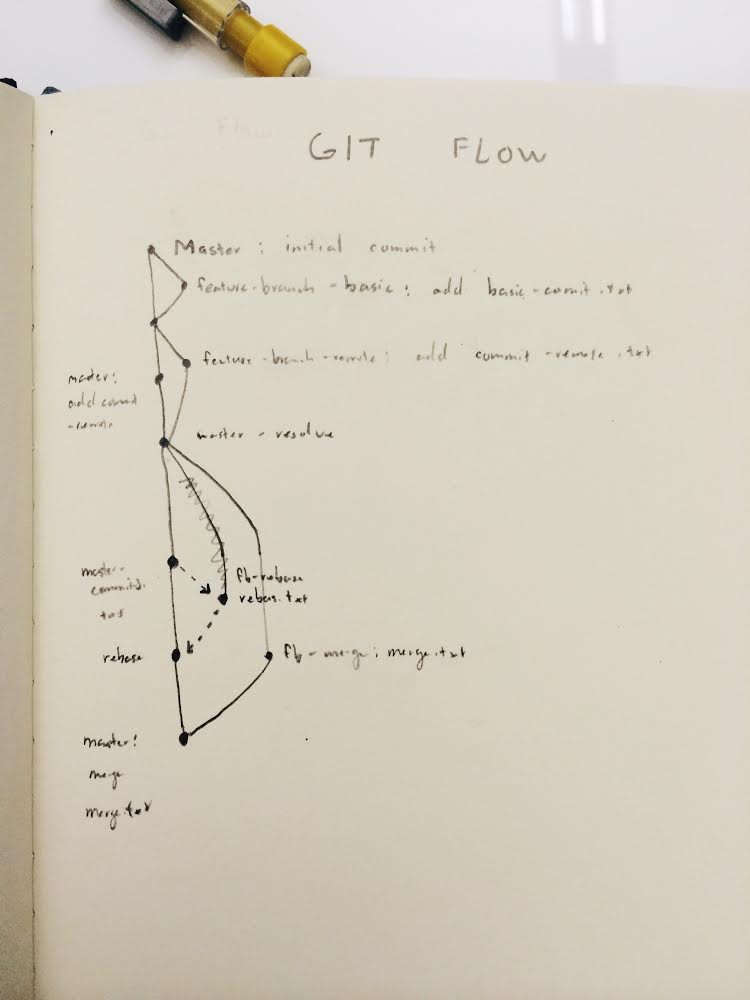 GIT FLOW
Master : initial commit
feature-branch-basic : add basic-commit.txt
feature-branch-remote : add commit-remote.txt
master :
add commit
-remote
master - resolve
master -
fb-rebase
rebase.txt
txt
rebase
fb-merge : merge.txt
master :
merge
merge.txt